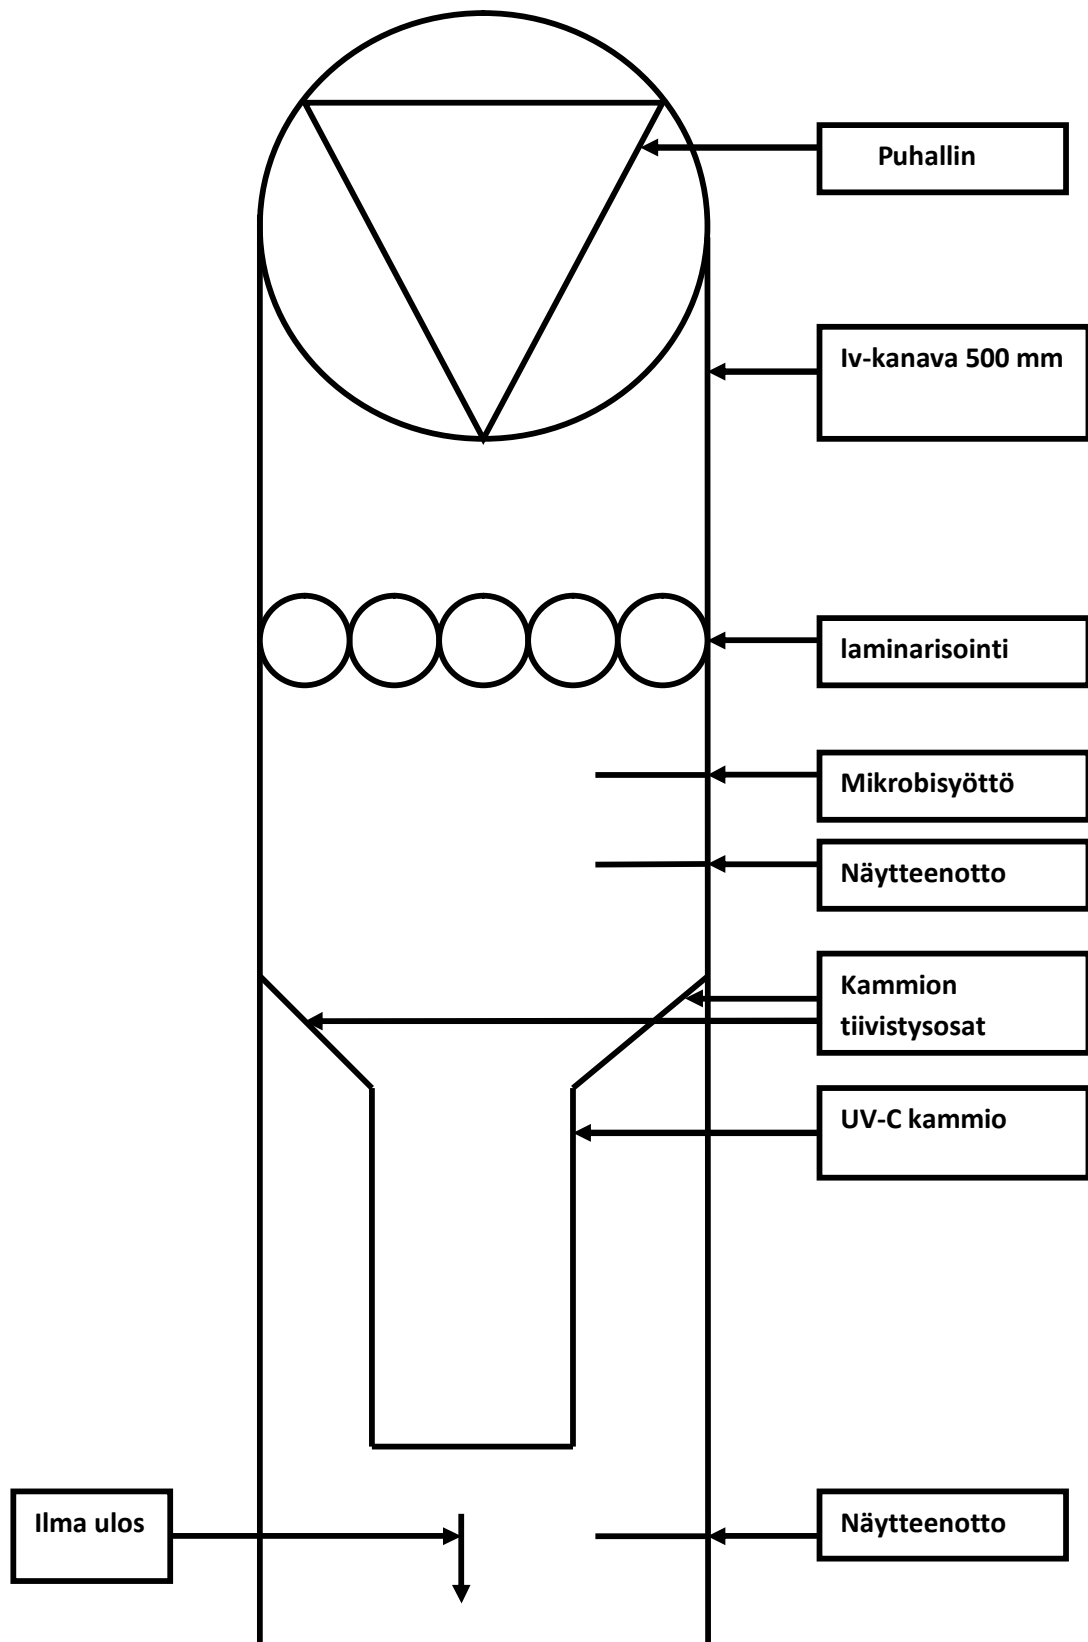 Puhallin
Iv-kanava 500 mm
laminarisointi
Mikrobisyöttö
Näytteenotto
Kammion
tiivistysosat
UV-C kammio
Ilma ulos
Näytteenotto